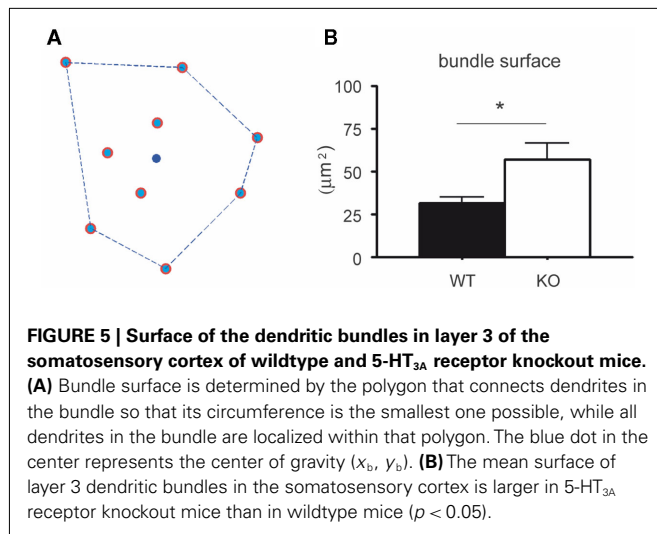 A
B
bundle surface
*
100
75
50
25
0
(μm²)
WT
KO
FIGURE 5 | Surface of the dendritic bundles in layer 3 of the
somatosensory cortex of wildtype and 5-HT₃A receptor knockout mice.
(A) Bundle surface is determined by the polygon that connects dendrites in
the bundle so that its circumference is the smallest one possible, while all
dendrites in the bundle are localized within that polygon. The blue dot in the
center represents the center of gravity (x_b, y_b). (B) The mean surface of
layer 3 dendritic bundles in the somatosensory cortex is larger in 5-HT₃A
receptor knockout mice than in wildtype mice (p < 0.05).